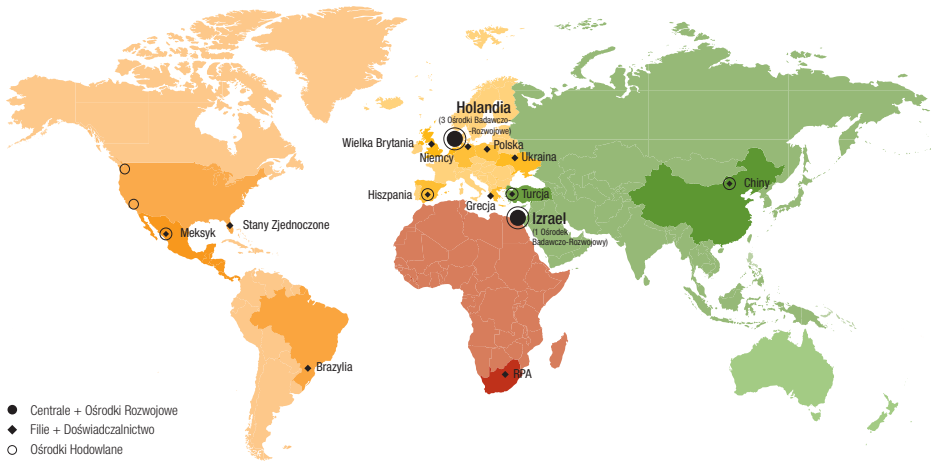 Holandia
(3 Ośrodki Badawczo-
-Rozwojowe)
Wielka Brytania
Polska
Niemcy
Ukraina
Chiny
Hiszpania
Turcja
Grecja
Izrael
(1 Ośrodek
Badawczo-Rozwojowy)
Stany Zjednoczone
Meksyk
Brazylia
RPA
Centrale + Ośrodki Rozwojowe
Filie + Doświadczalnictwo
Ośrodki Hodowlane